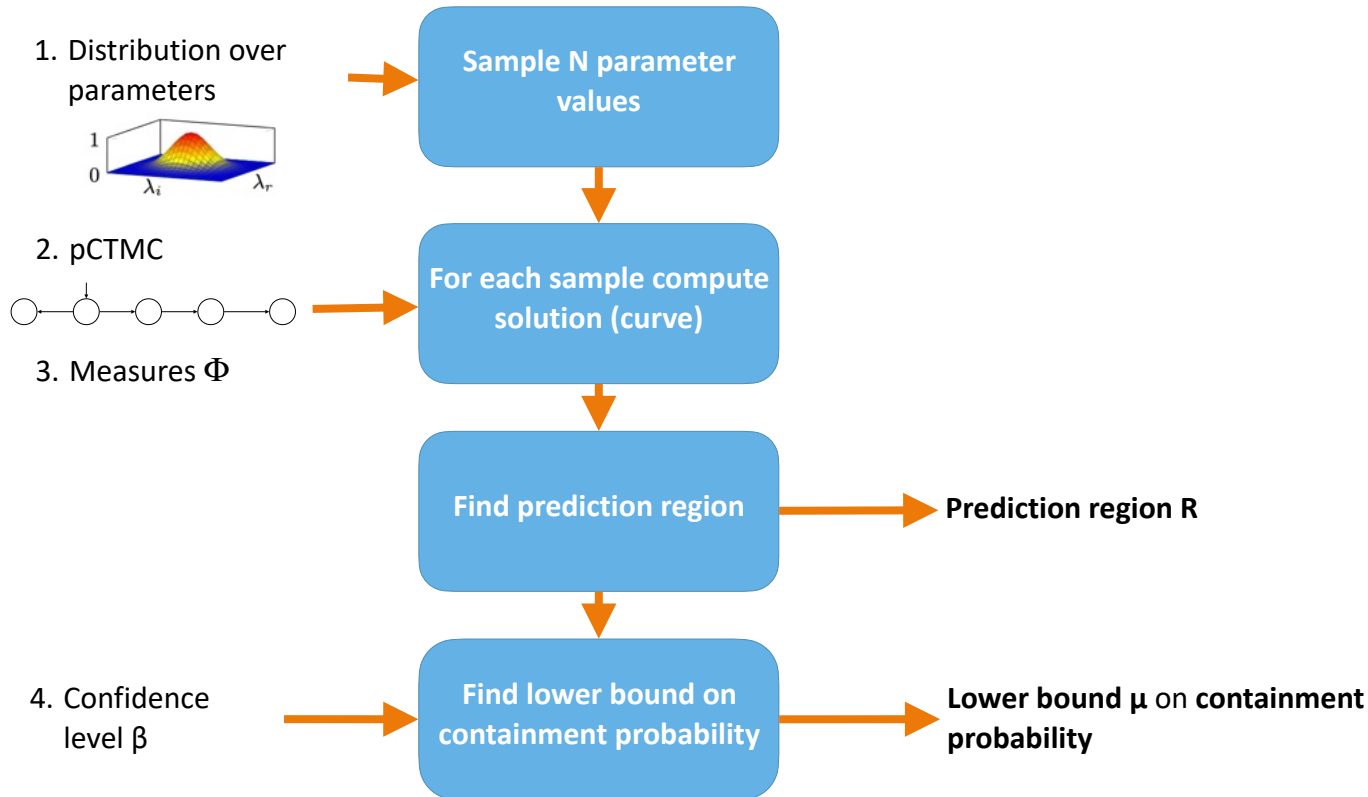 1. Distribution over
parameters
1
0
λi
λr
Sample N parameter
values
2. pCTMC
For each sample compute
solution (curve)
3. Measures Φ
Find prediction region
Prediction region R
4. Confidence
level β
Find lower bound on
containment probability
Lower bound μ on containment
probability